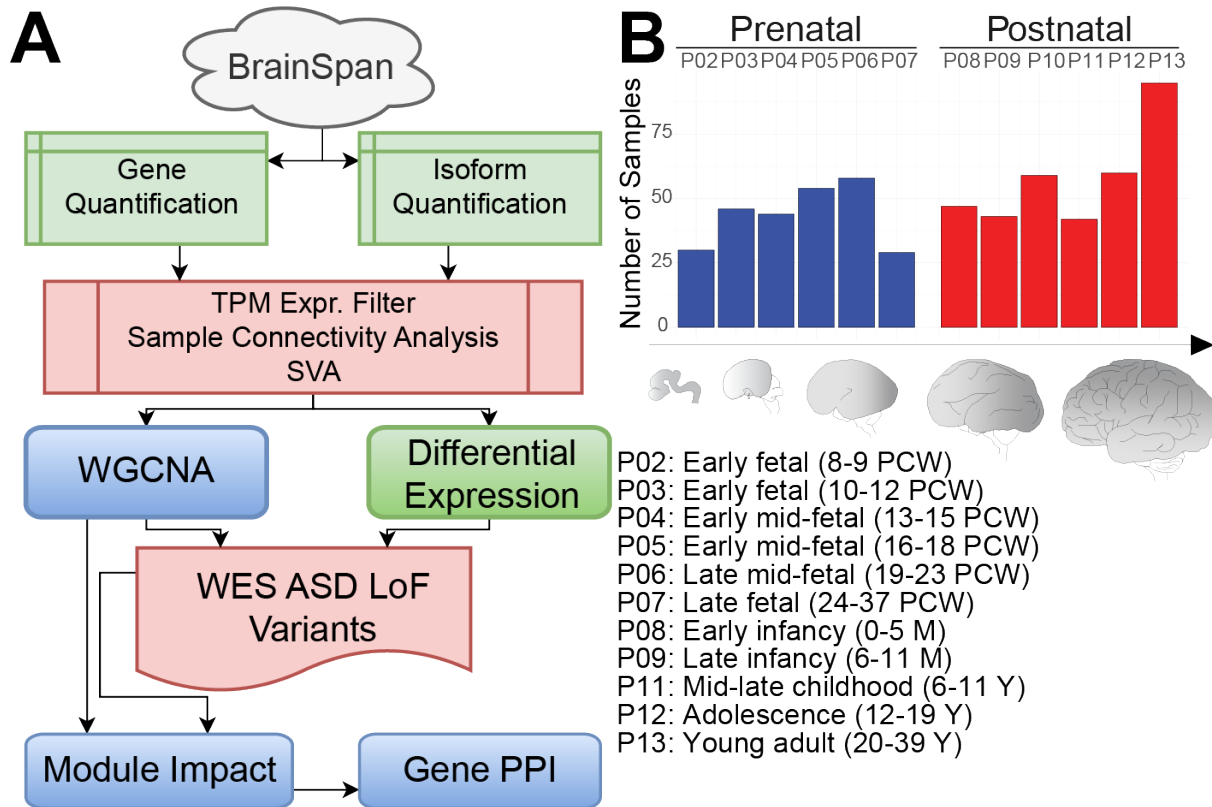 A
BrainSpan
Gene
Quantification
Isoform
Quantification
TPM Expr. Filter
Sample Connectivity Analysis
SVA
WGCNA
Differential
Expression
WES ASD LoF
Variants
Module Impact
Gene PPI
B
Prenatal
Postnatal
P02 P03 P04 P05 P06 P07
P08 P09 P10 P11 P12 P13
Number of Samples
75
50
25
0
P02: Early fetal (8-9 PCW)
P03: Early fetal (10-12 PCW)
P04: Early mid-fetal (13-15 PCW)
P05: Early mid-fetal (16-18 PCW)
P06: Late mid-fetal (19-23 PCW)
P07: Late fetal (24-37 PCW)
P08: Early infancy (0-5 M)
P09: Late infancy (6-11 M)
P11: Mid-late childhood (6-11 Y)
P12: Adolescence (12-19 Y)
P13: Young adult (20-39 Y)